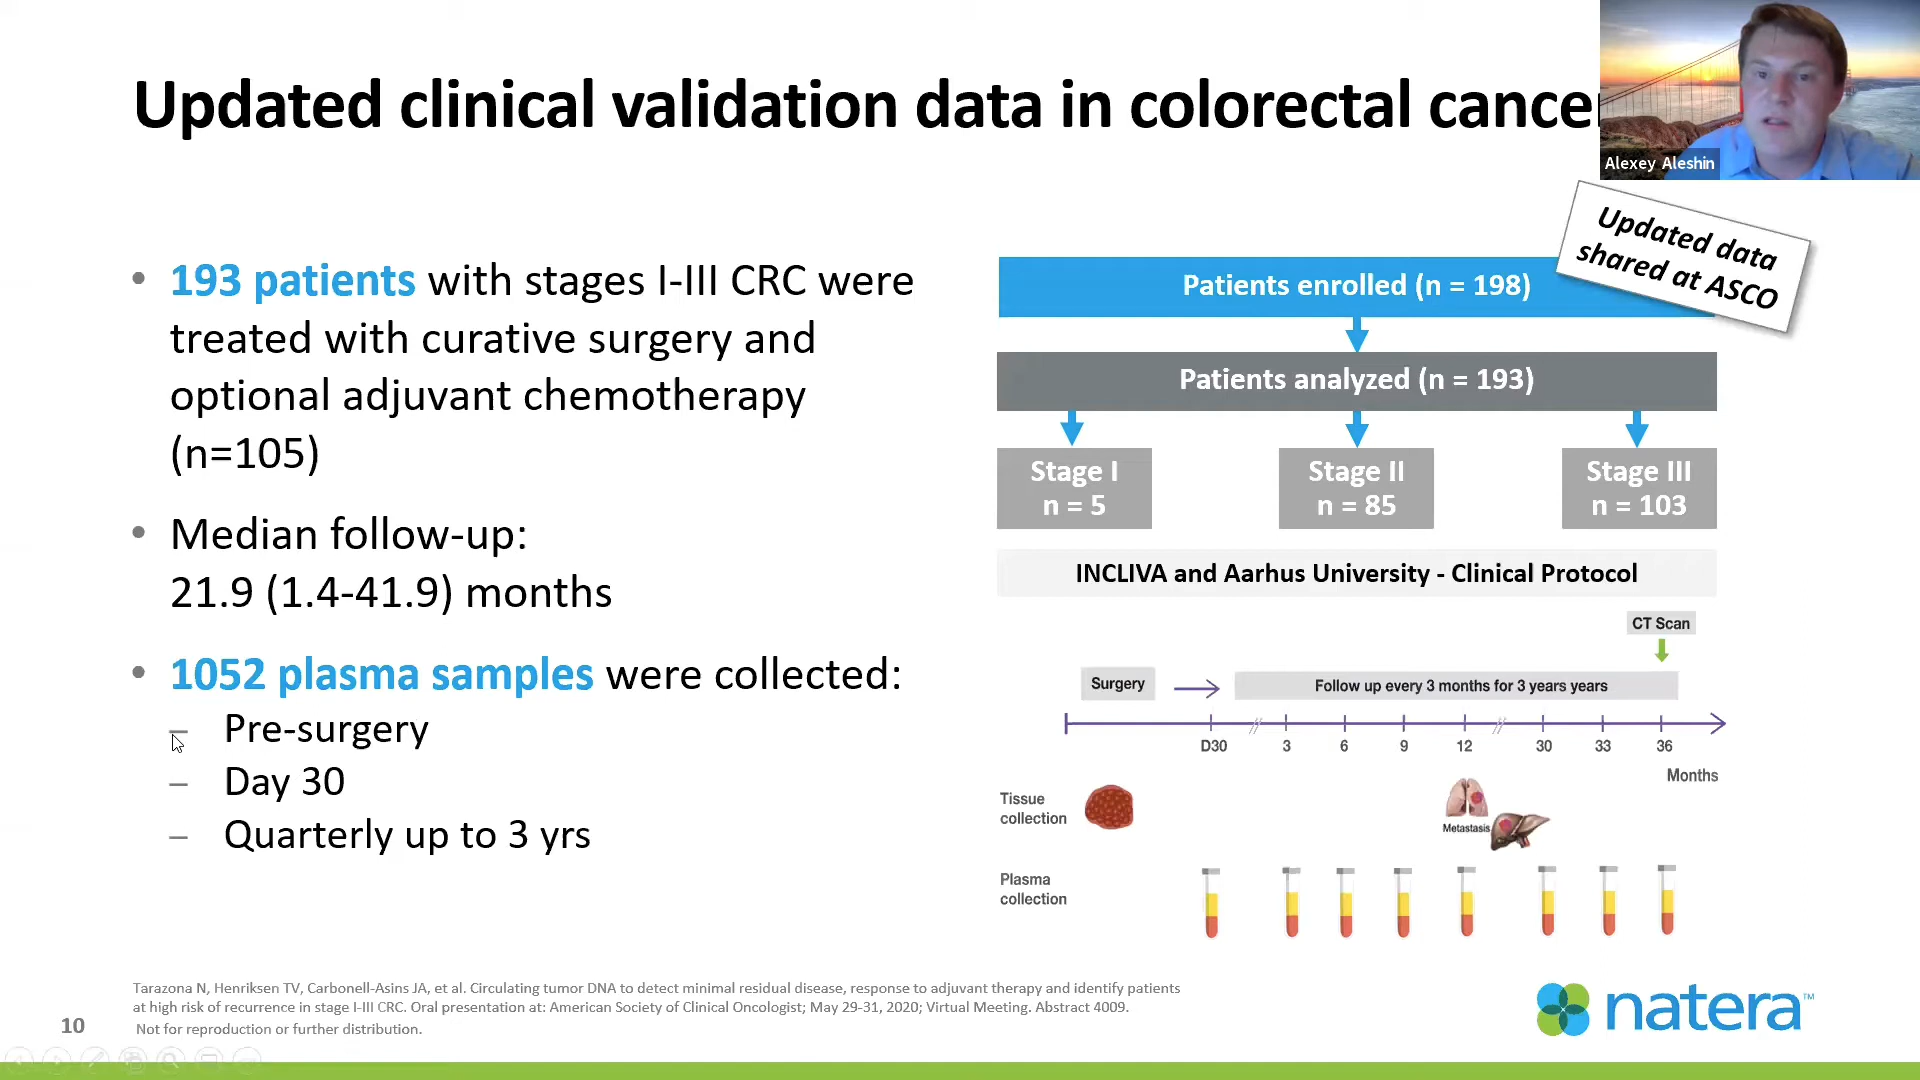 Updated clinical validation data in colorectal cance
Alexey Aleshin
Updated data
shared at ASCO
• 193 patients with stages I-III CRC were
treated with curative surgery and
optional adjuvant chemotherapy
(n=105)
• Median follow-up:
21.9 (1.4-41.9) months
• 1052 plasma samples were collected:
– Pre-surgery
– Day 30
– Quarterly up to 3 yrs
Patients enrolled (n = 198)
Patients analyzed (n = 193)
Stage I
n = 5
Stage II
n = 85
Stage III
n = 103
INCLIVA and Aarhus University - Clinical Protocol
CT Scan
Surgery
Follow up every 3 months for 3 years years
D30 3 6 9 12 30 33 36
Months
Tissue
collection
Metastasis
Plasma
collection
Tarazona N, Henriksen TV, Carbonell-Asins JA, et al. Circulating tumor DNA to detect minimal residual disease, response to adjuvant therapy and identify patients
at high risk of recurrence in stage I-III CRC. Oral presentation at: American Society of Clinical Oncologist; May 29-31, 2020; Virtual Meeting. Abstract 4009.
10
Not for reproduction or further distribution.
natera™